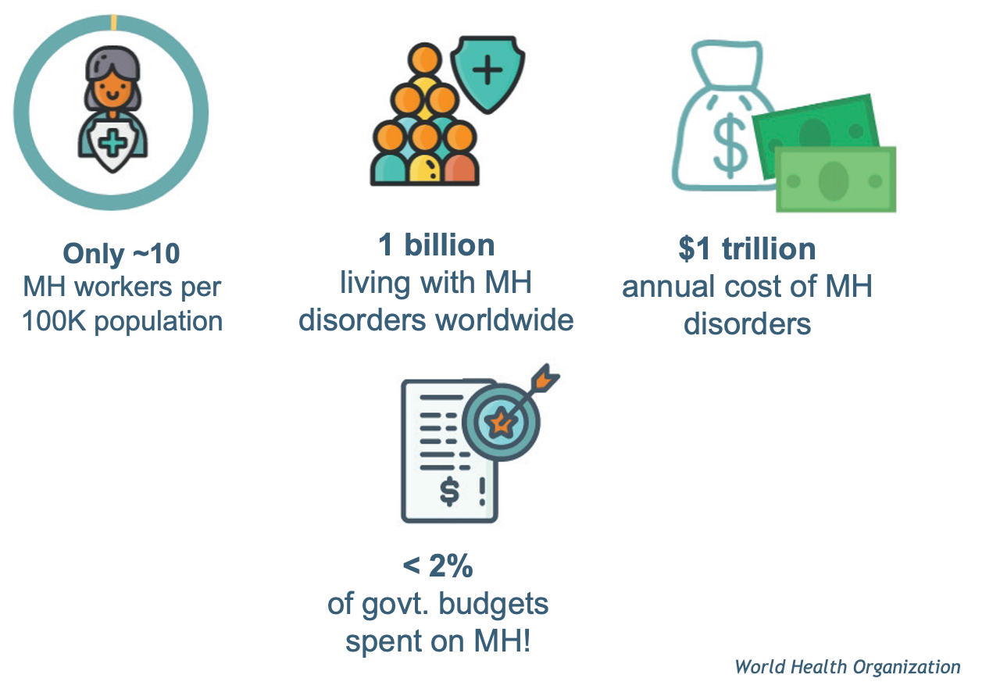 Only ~10
MH workers per
100K population
1 billion
living with MH
disorders worldwide
$1 trillion
annual cost of MH
disorders
$
$ !
< 2%
of govt. budgets
spent on MH!
World Health Organization